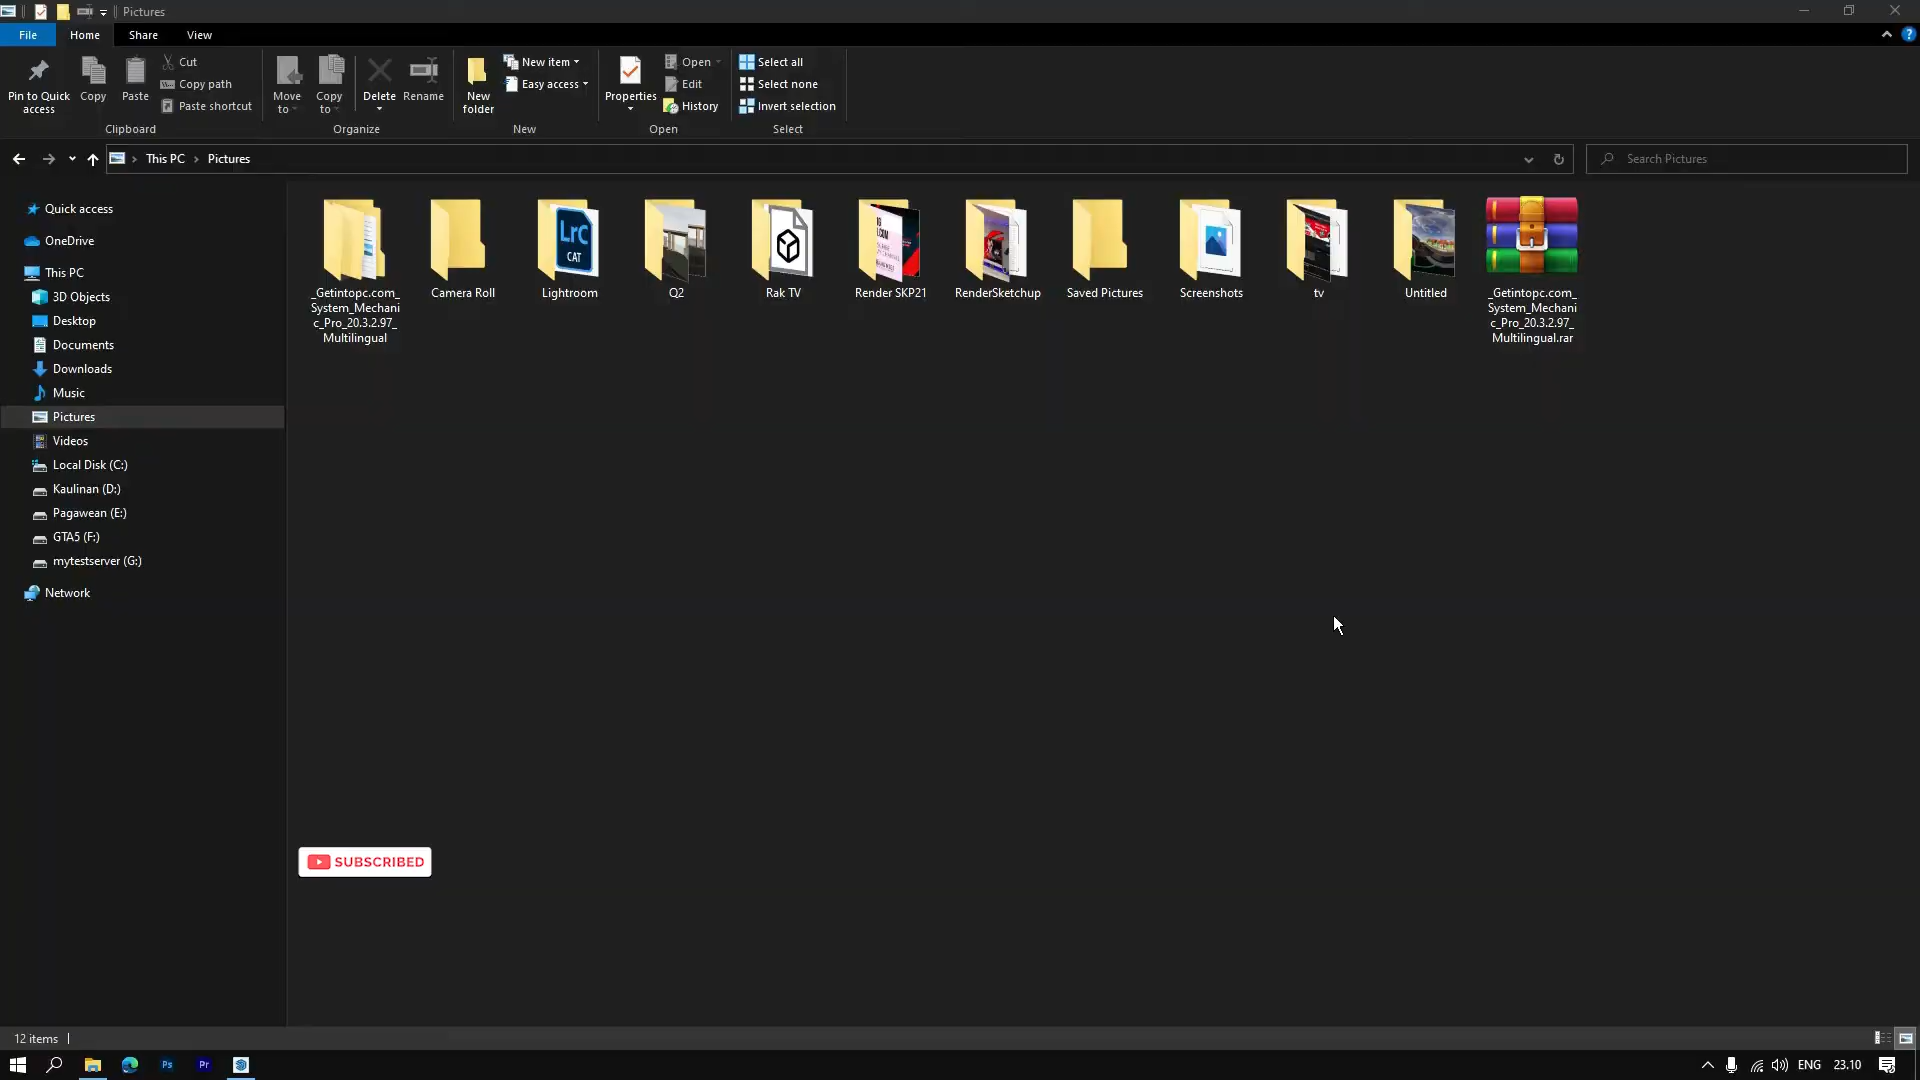 Pictures
File Home Share View
Pin to Quick access
Copy
Paste
Cut
Copy path
Paste shortcut
Clipboard
Move to
Copy to
Delete
Rename
Organize
New folder
New item
Easy access
New
Properties
Open
Edit
History
Open
Select all
Select none
Invert selection
Select
This PC > Pictures
Search Pictures
Quick access
OneDrive
This PC
3D Objects
Desktop
Documents
Downloads
Music
Pictures
Videos
Local Disk (C:)
Kaulinan (D:)
Pagawean (E:)
GTA5 (F:)
mytestserver (G:)
Network
_Getintopc.com_
System_Mechani
c_Pro_20.3.2.97_
Multilingual
Camera Roll
LrC
CAT
Lightroom
Q2
Rak TV
Render SKP21
RenderSketchup
Saved Pictures
Screenshots
tv
Untitled
_Getintopc.com_
System_Mechani
c_Pro_20.3.2.97_
Multilingual.rar
SUBSCRIBED
12 items
Ps
Pr
ENG 23.10